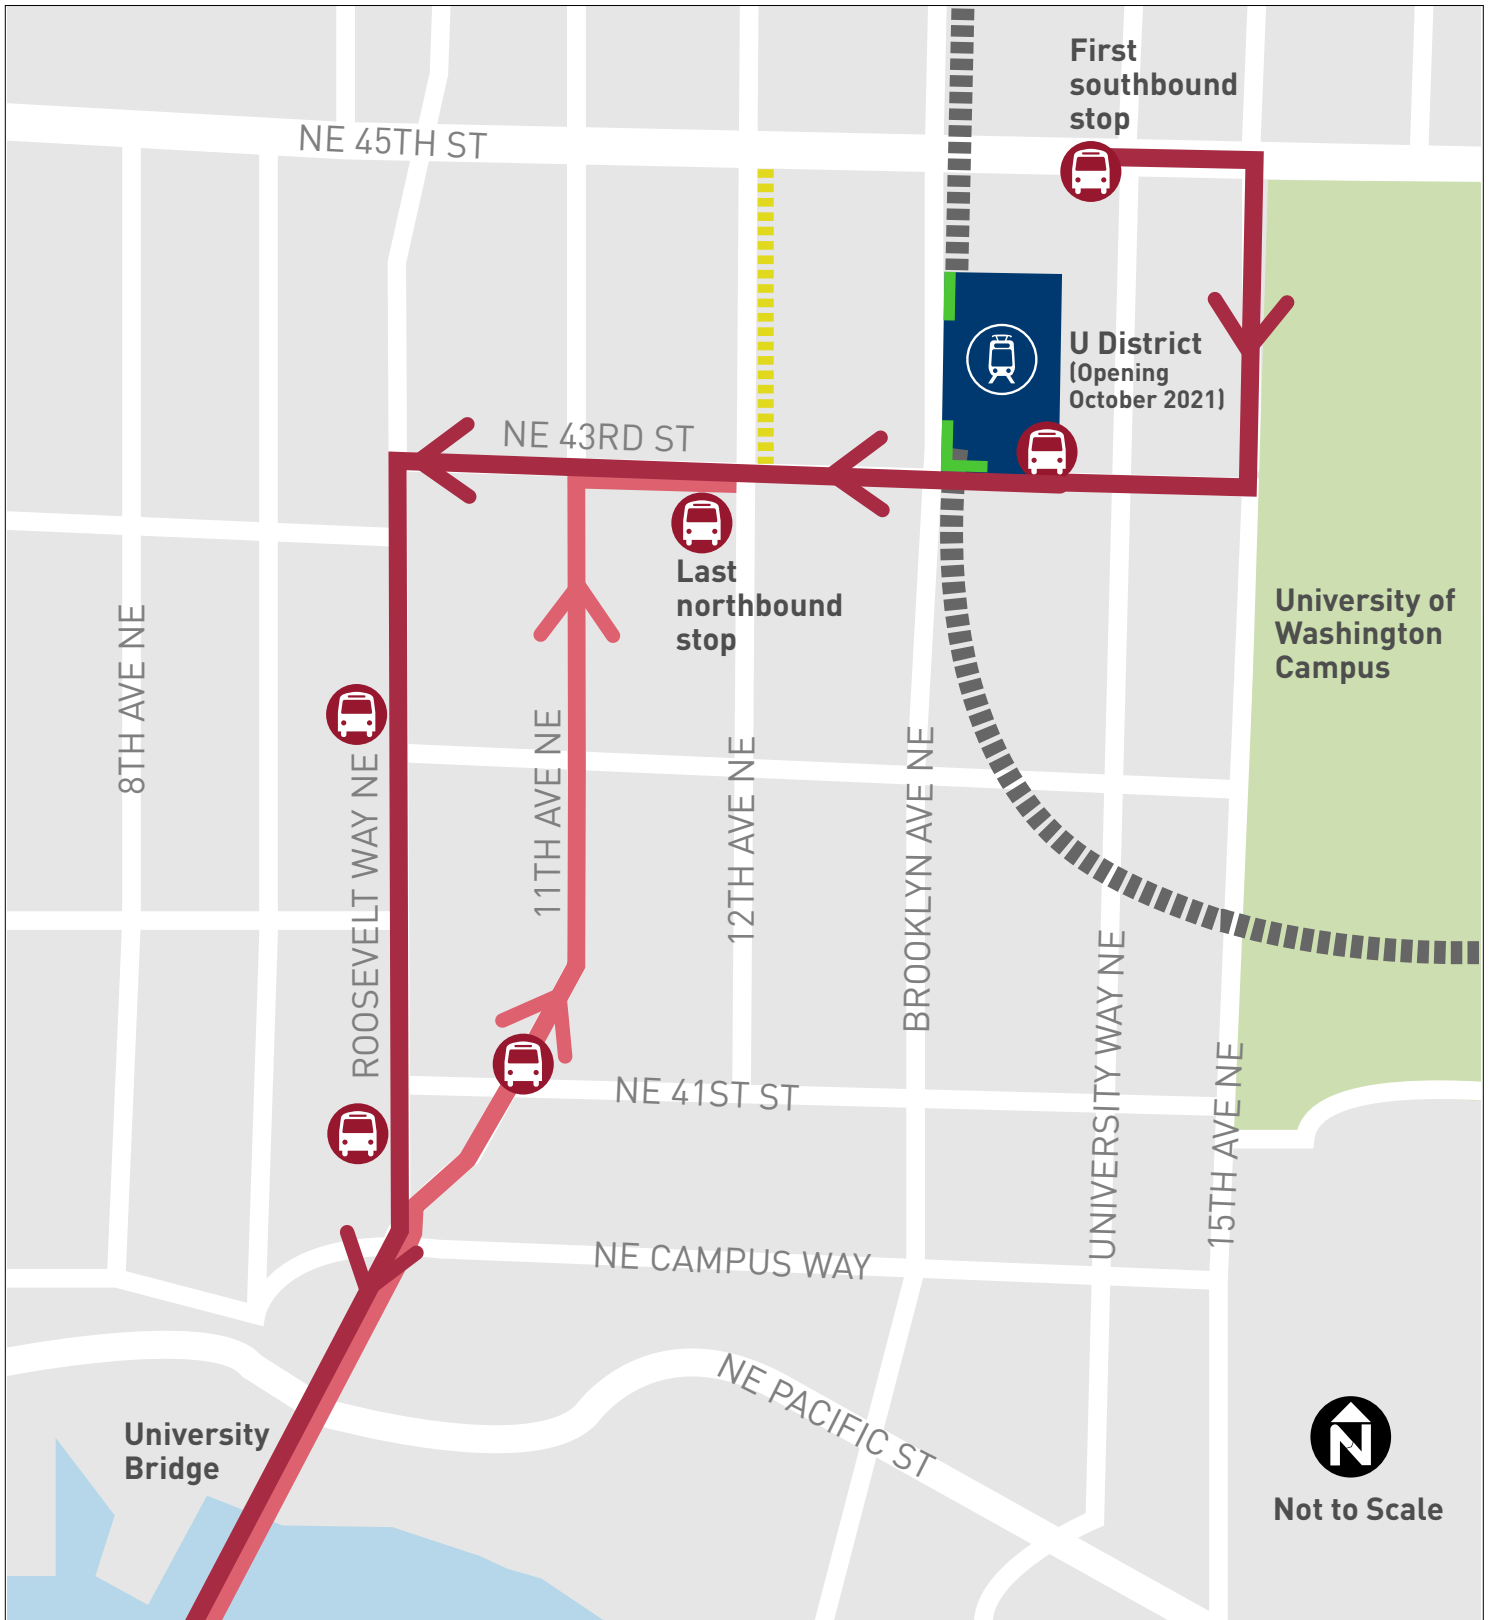 First
southbound
stop
NE 45TH ST
U District
(Opening
October 2021)
NE 43RD ST
Last
northbound
stop
University of
Washington
Campus
8TH AVE NE
ROOSEVELT WAY NE
11TH AVE NE
12TH AVE NE
BROOKLYN AVE NE
UNIVERSITY WAY NE
15TH AVE NE
NE 41ST ST
NE CAMPUS WAY
NE PACIFIC ST
University
Bridge
N
Not to Scale